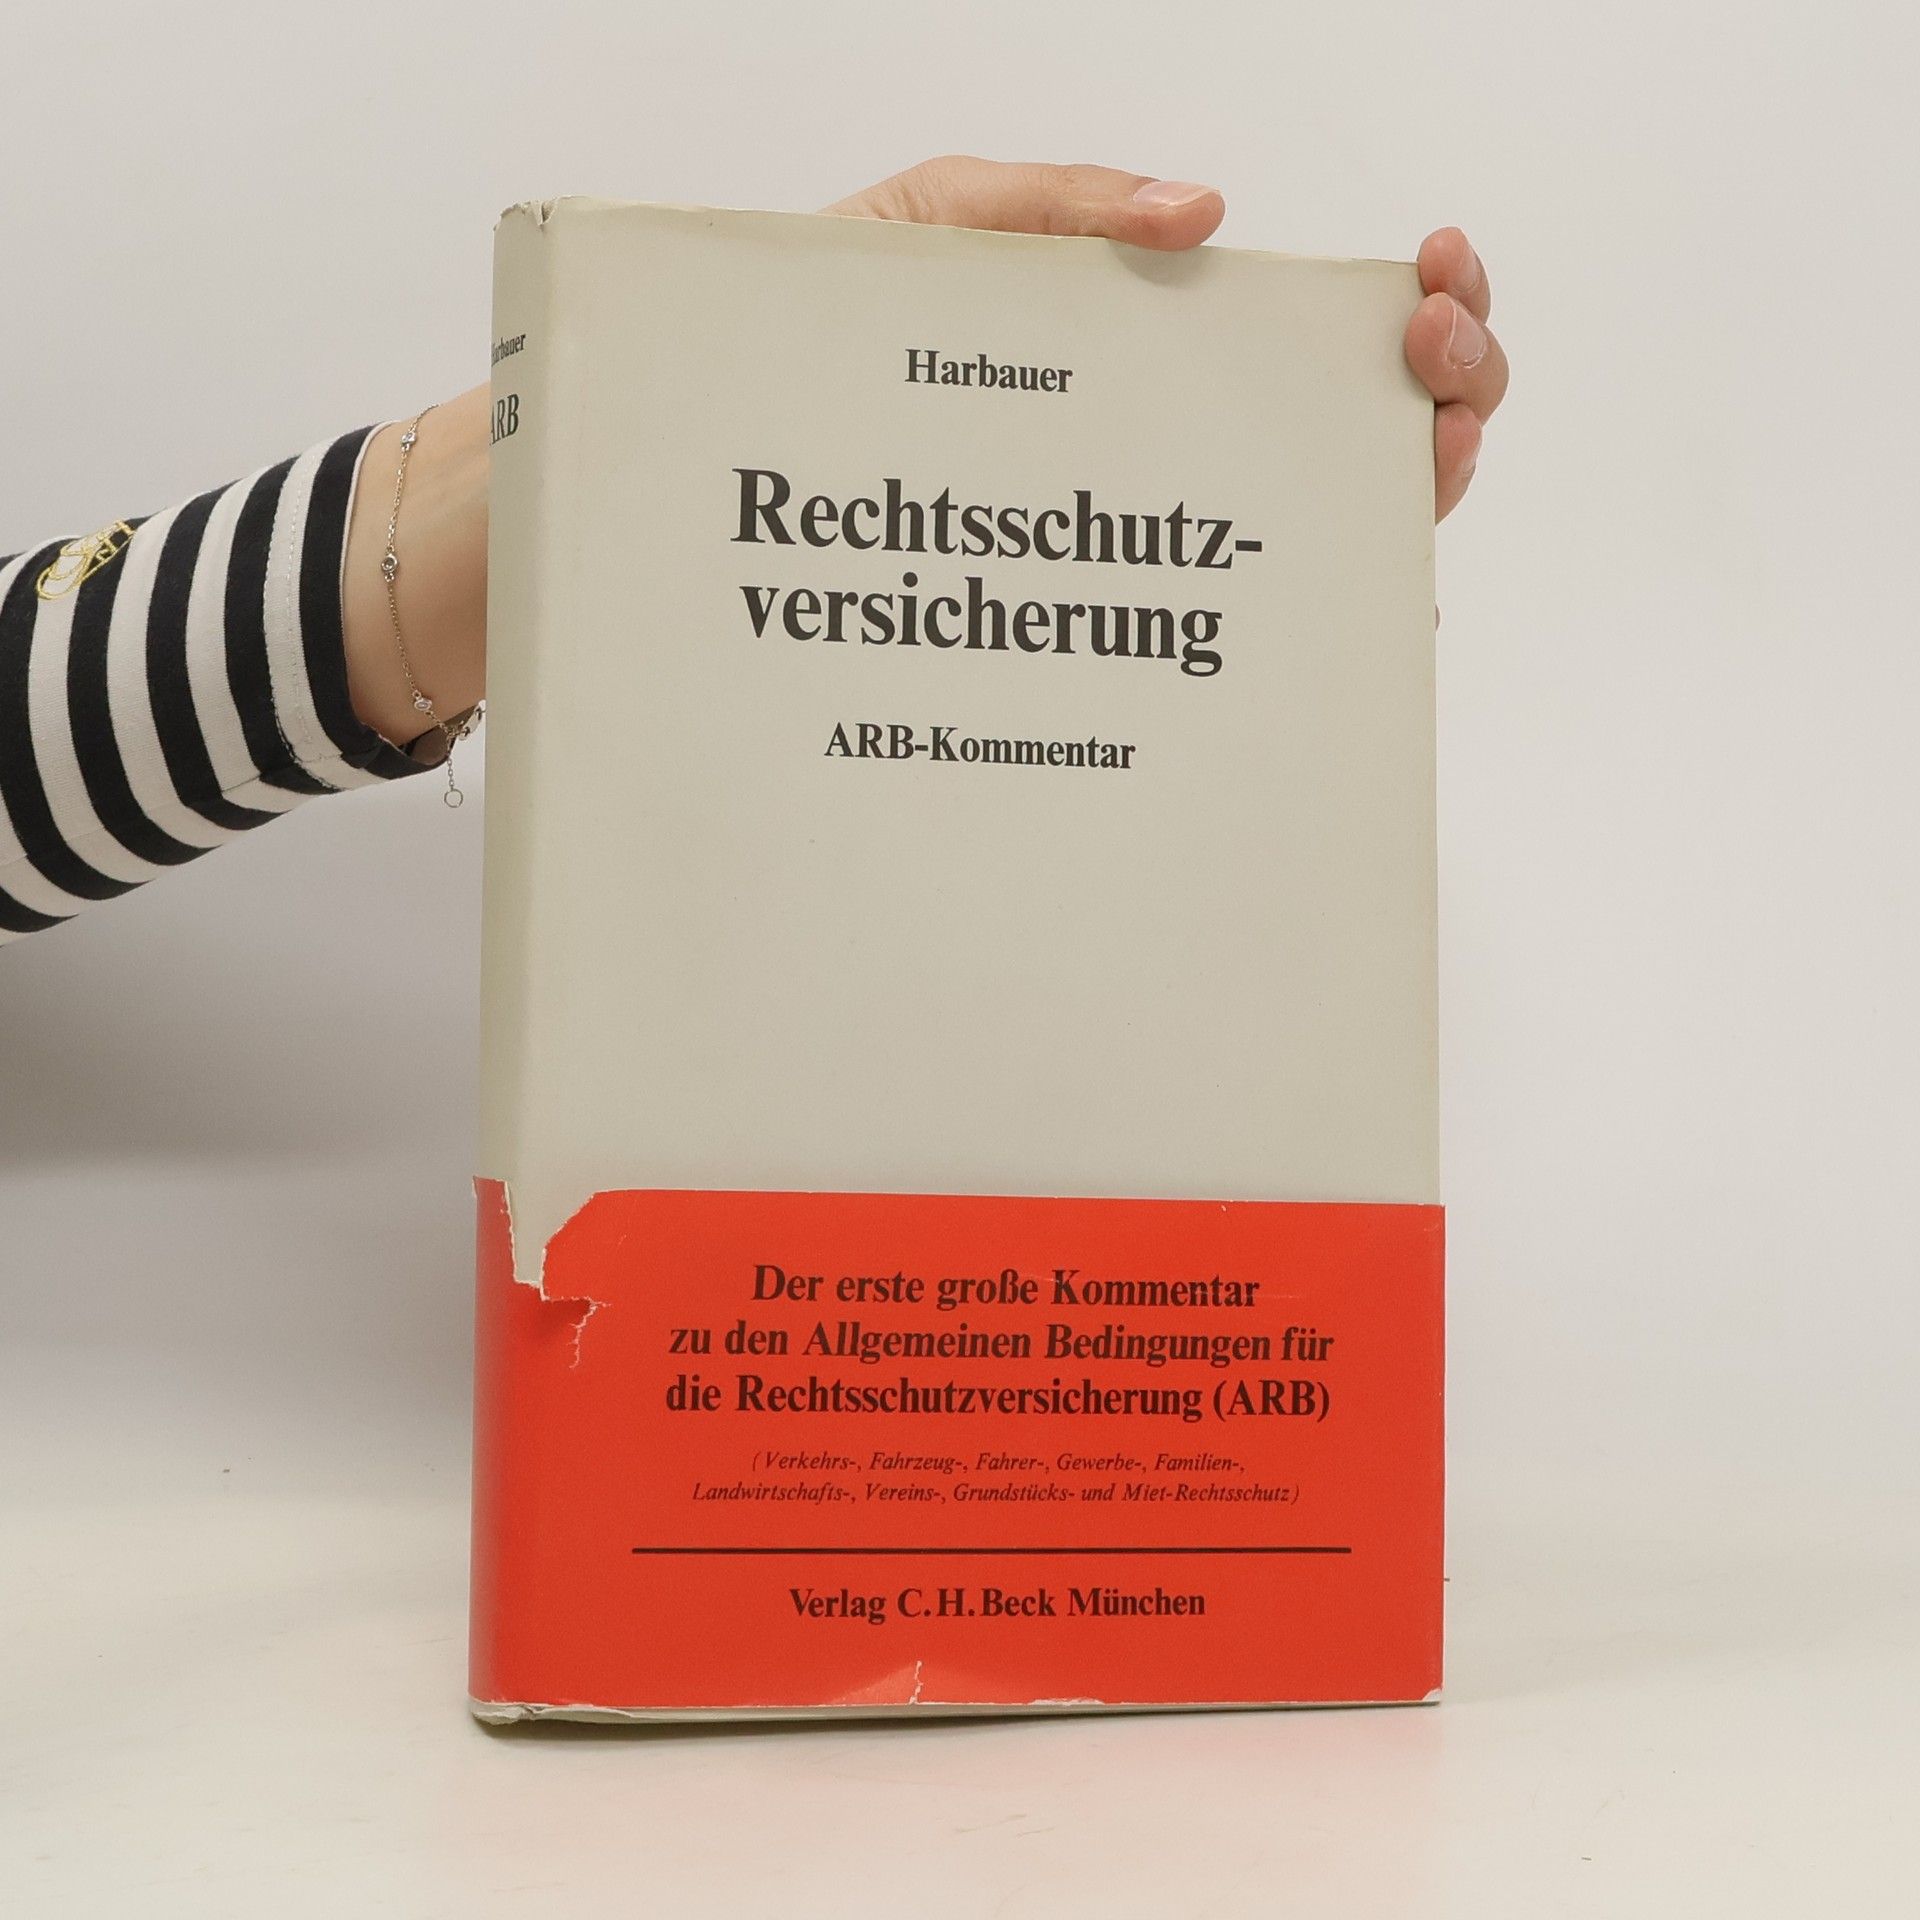 Harbauer
ARB
Harbauer
Rechtsschutz-
versicherung
ARB-Kommentar
Der erste große Kommentar
zu den Allgemeinen Bedingungen für
die Rechtsschutzversicherung (ARB)
(Verkehrs-, Fahrzeug-, Fahrer-, Gewerbe-, Familien-,
Landwirtschafts-, Vereins-, Grundstücks- und Miet-Rechtsschutz)
Verlag C.H.Beck München